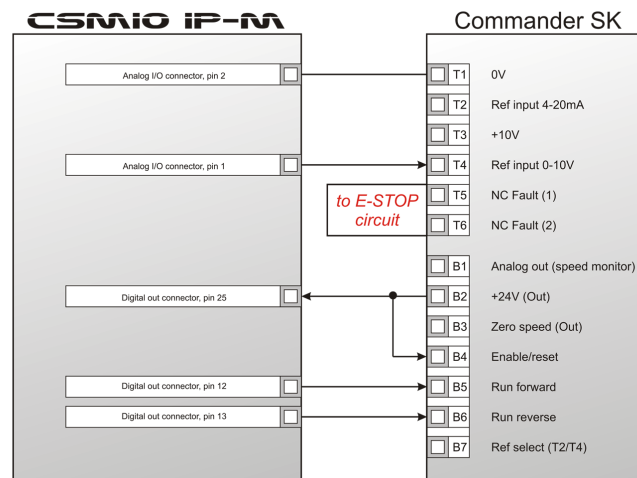 CSMIO iP-M
Commander SK
Analog I/O connector, pin 2
T1 0V
T2 Ref input 4-20mA
T3 +10V
Analog I/O connector, pin 1
T4 Ref input 0-10V
to E-STOP
circuit
T5 NC Fault (1)
T6 NC Fault (2)
B1 Analog out (speed monitor)
Digital out connector, pin 25
B2 +24V (Out)
B3 Zero speed (Out)
B4 Enable/reset
Digital out connector, pin 12
B5 Run forward
Digital out connector, pin 13
B6 Run reverse
B7 Ref select (T2/T4)